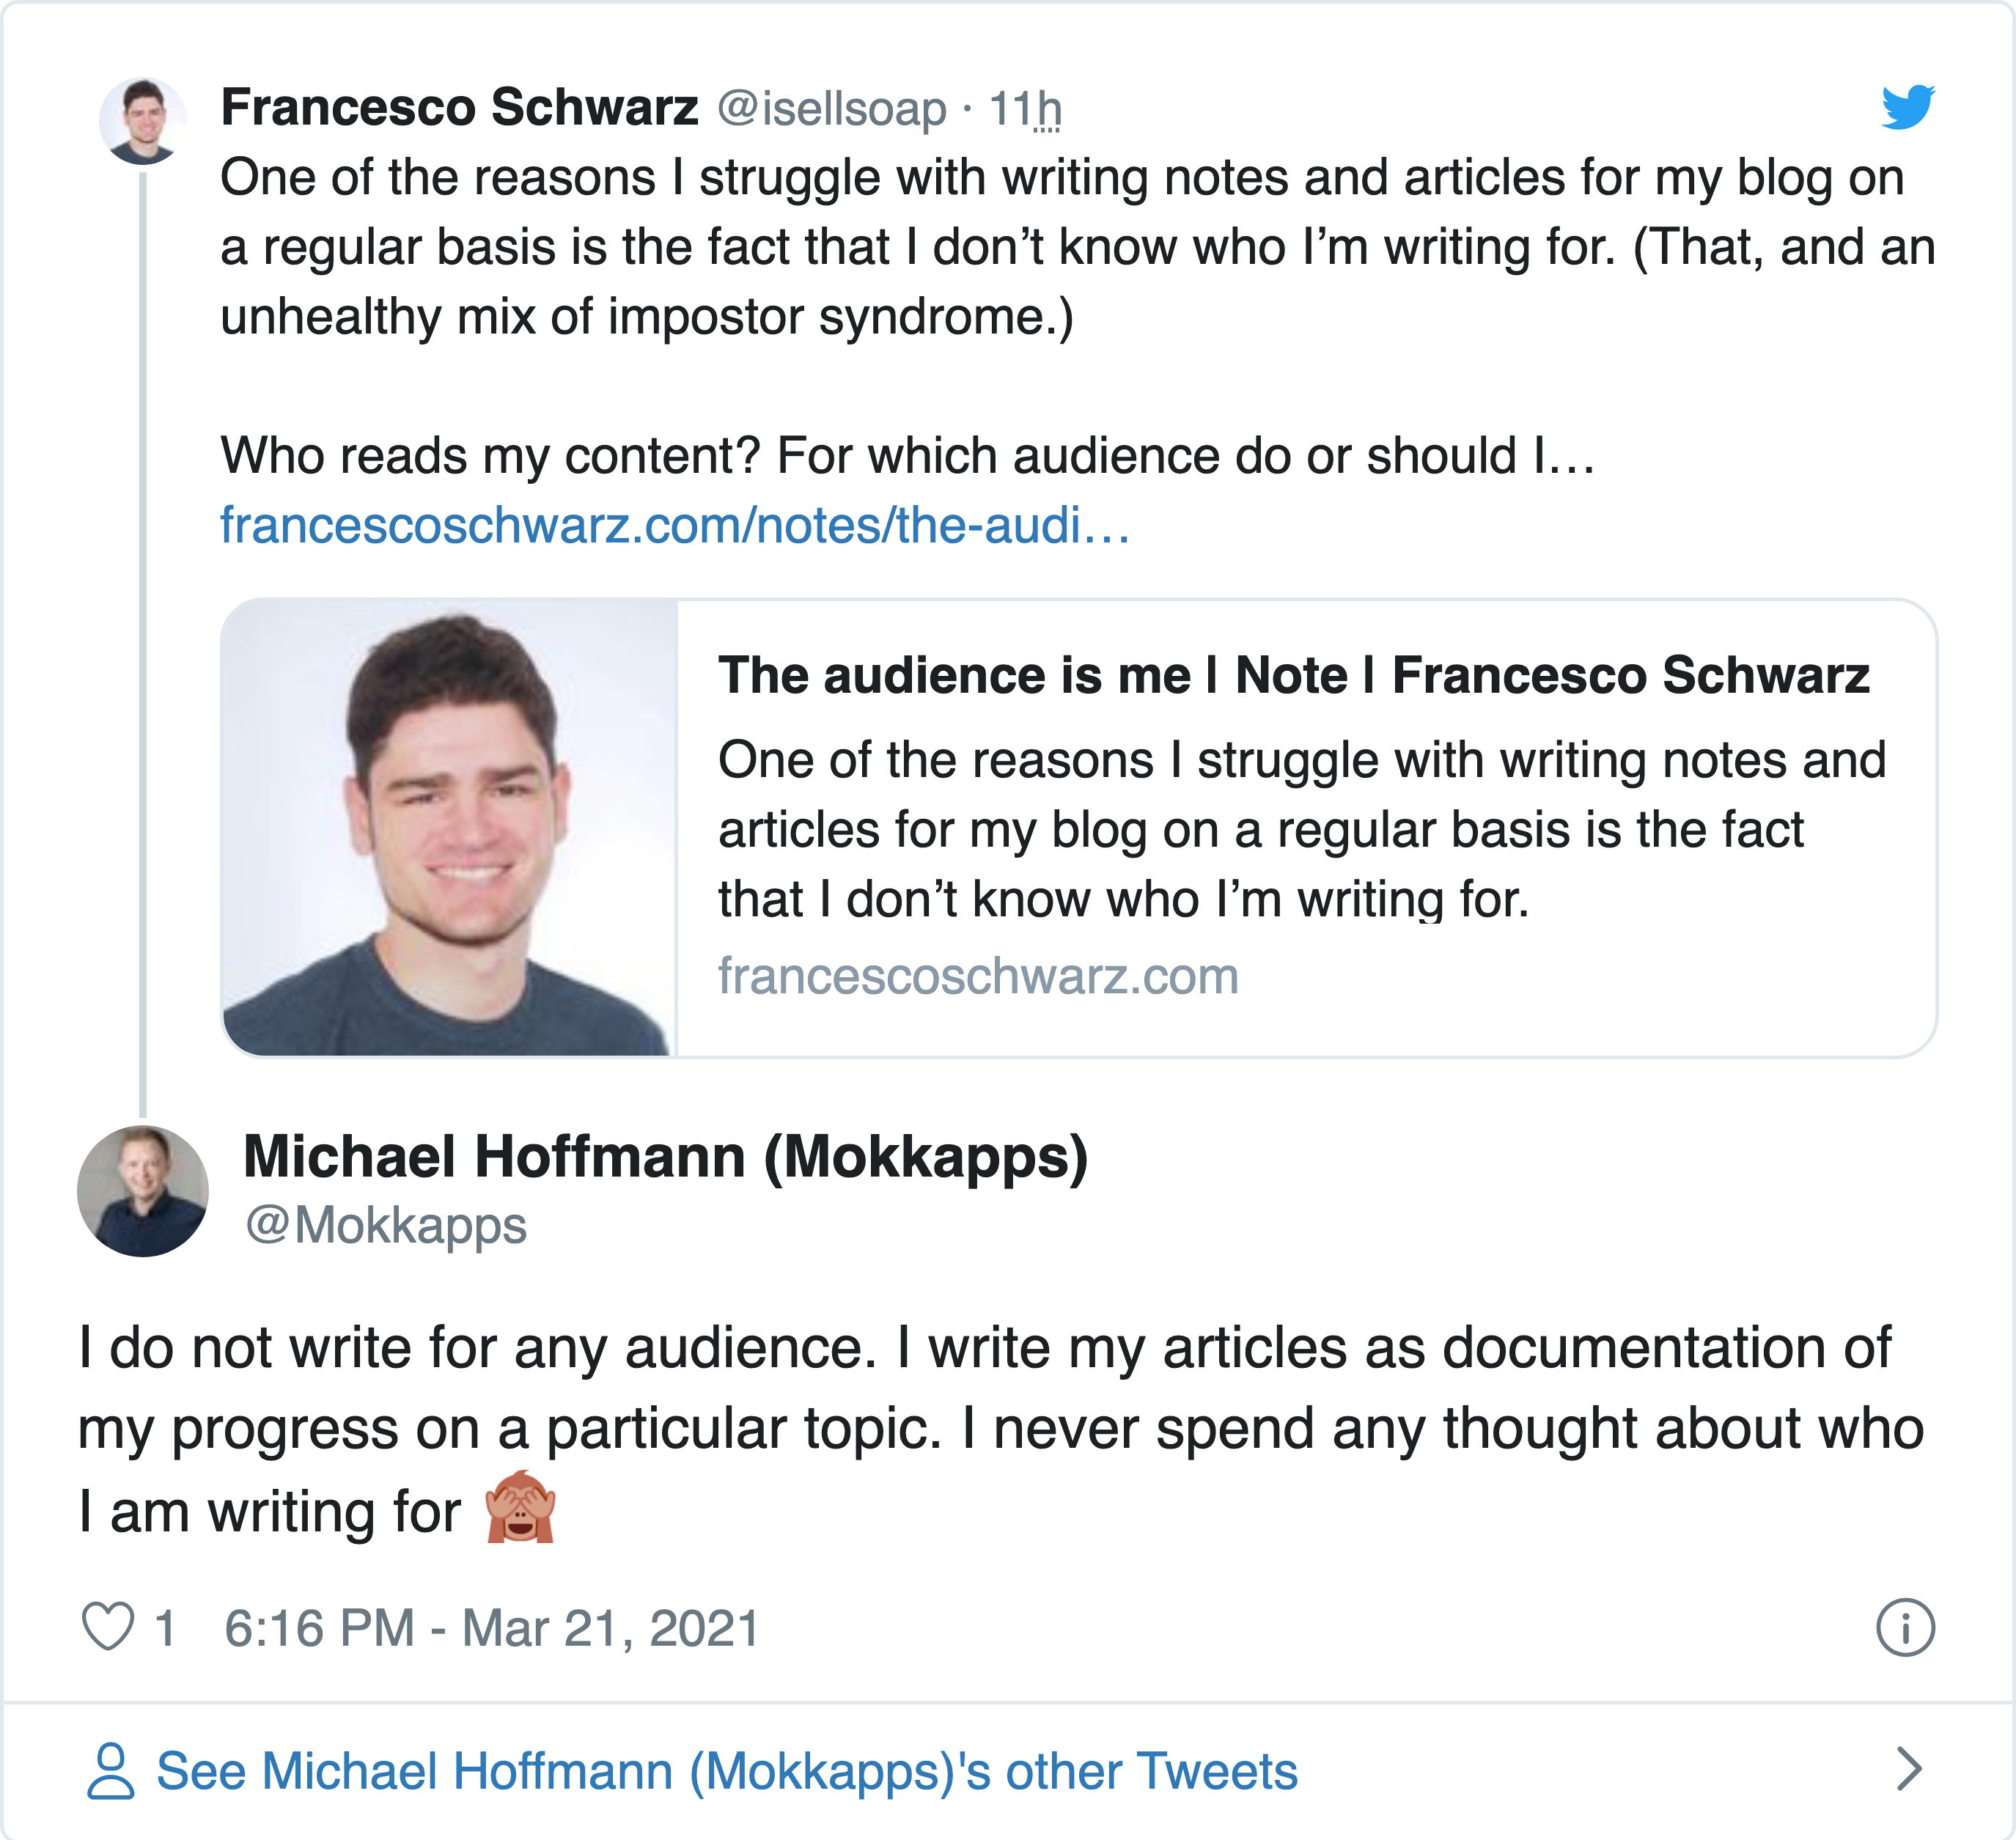 Francesco Schwarz @isellsoap · 11h
One of the reasons I struggle with writing notes and articles for my blog on
a regular basis is the fact that I don’t know who I’m writing for. (That, and an
unhealthy mix of impostor syndrome.)
Who reads my content? For which audience do or should I…
francescoschwarz.com/notes/the-audi…
The audience is me | Note | Francesco Schwarz
One of the reasons I struggle with writing notes and
articles for my blog on a regular basis is the fact
that I don’t know who I’m writing for.
francescoschwarz.com
Michael Hoffmann (Mokkapps)
@Mokkapps
I do not write for any audience. I write my articles as documentation of
my progress on a particular topic. I never spend any thought about who
I am writing for 🙈
1 6:16 PM - Mar 21, 2021
See Michael Hoffmann (Mokkapps)'s other Tweets